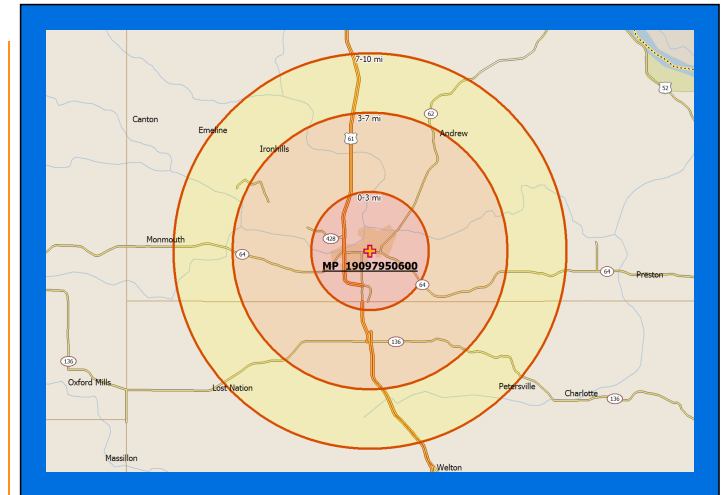 7-10 mi
52
62
3-7 mi
Canton
Emeline
Andrew
61
Ironhills
0-3 mi
Monmouth
428
64
MP 19097950600
64
64
Preston
136
136
Oxford Mills
Lost Nation
Petersville
Charlotte
136
Massillon
Welton